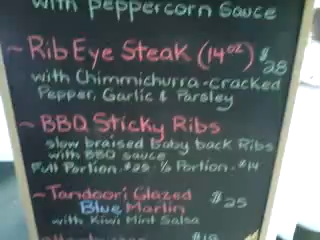 with peppercorn sauce
~ Rib Eye Steak (14oz) $28
with Chimmichurra-cracked
Pepper, Garlic & Parsley
~ BBQ Sticky Ribs
slow braised baby back Ribs
with BBQ sauce
Full Portion-$25 ½ Portion-$14
~ Tandoori Glazed $25
Blue Marlin
with Kiwi Mint Salsa